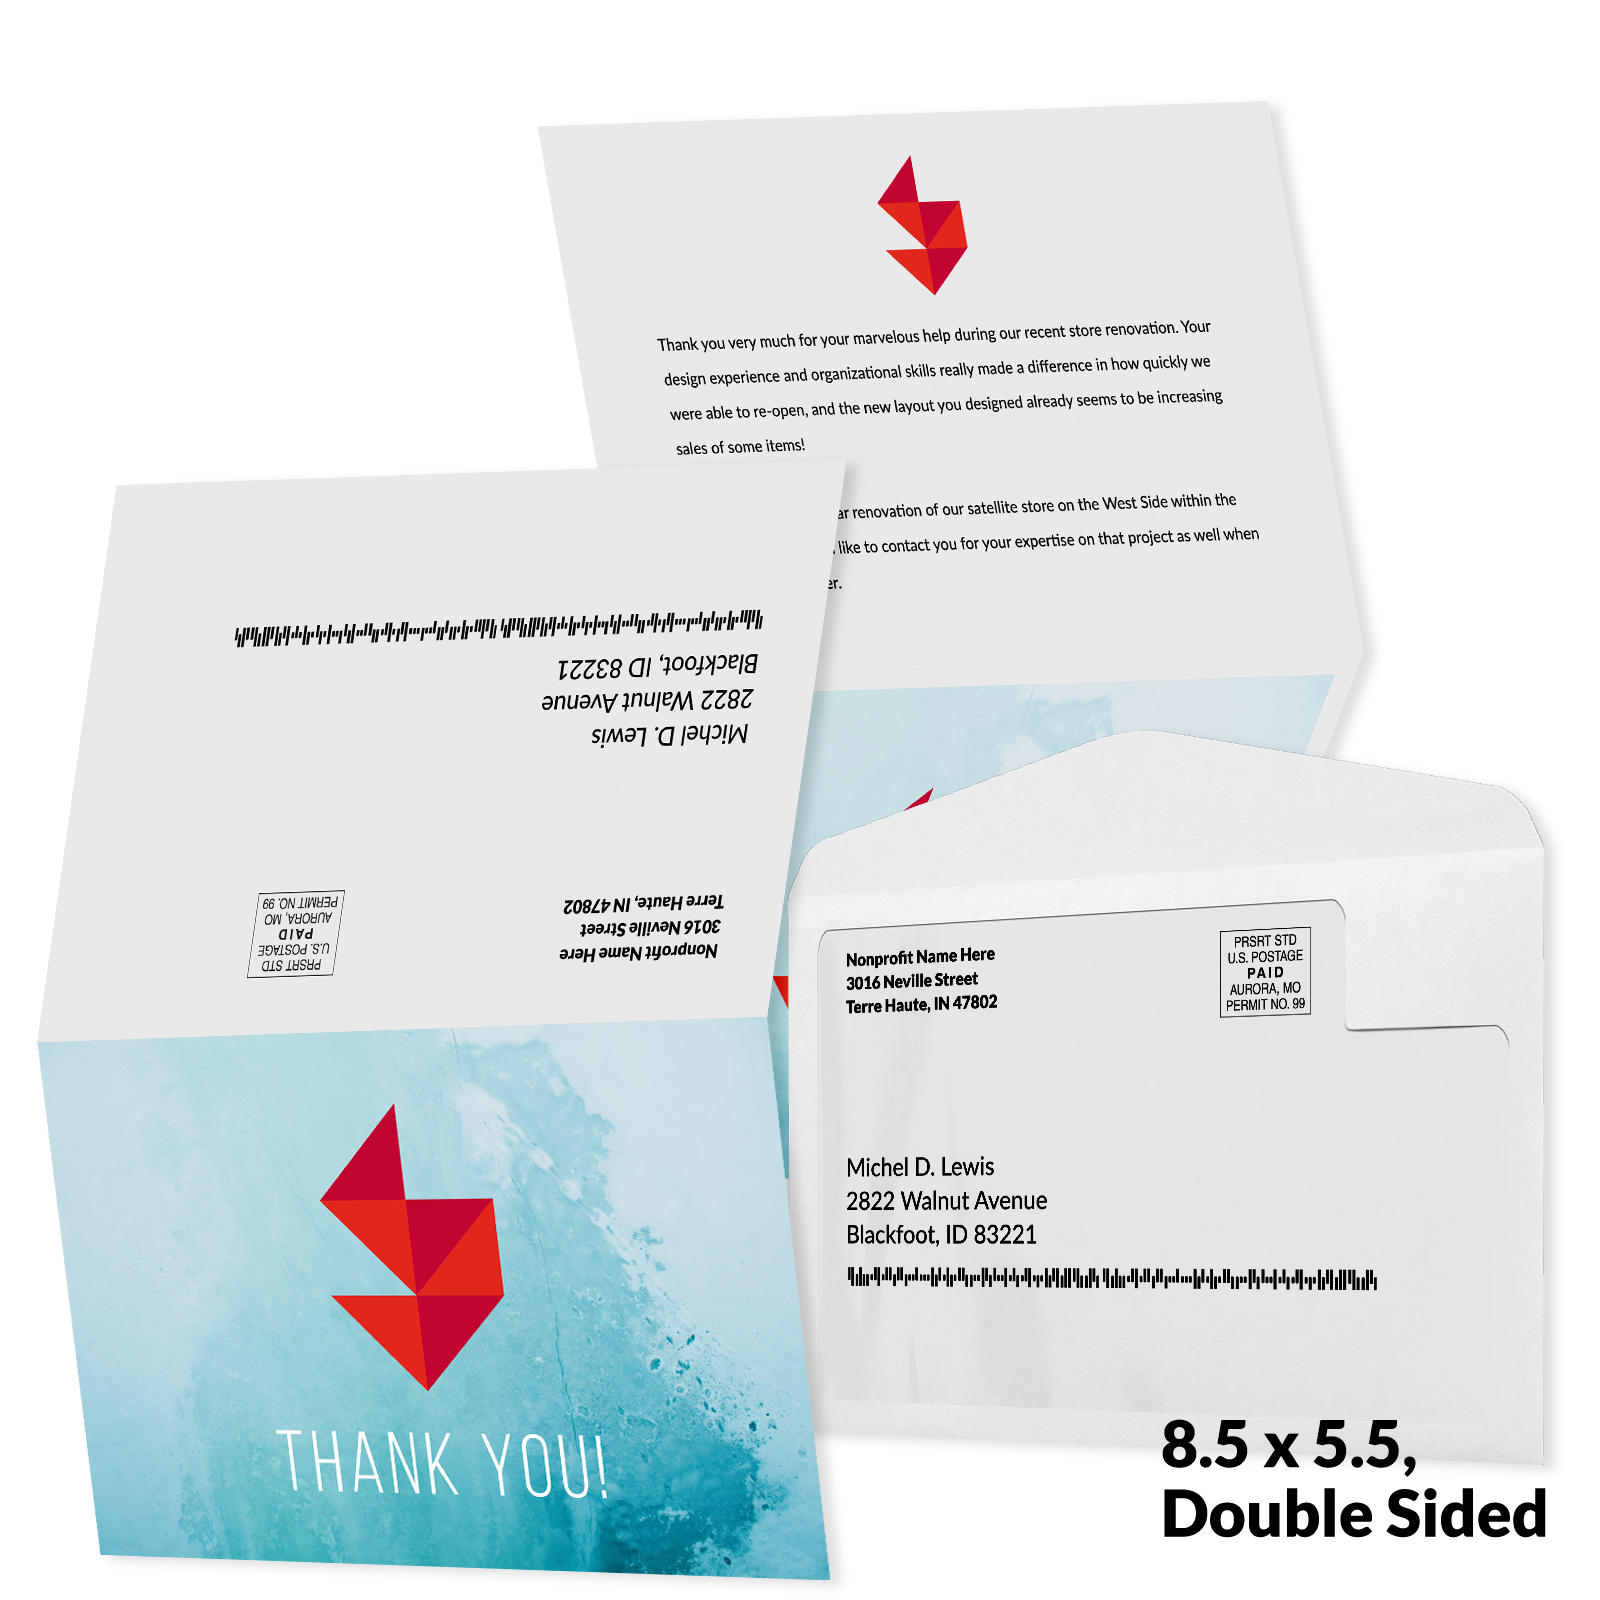 Thank you very much for your marvelous help during our recent store renovation. Your
design experience and organizational skills really made a difference in how quickly we
were able to re-open, and the new layout you designed already seems to be increasing
sales of some items!
renovation of our satellite store on the West Side within the
like to contact you for your expertise on that project as well when
Nonprofit Name Here
3016 Neville Street
Terre Haute, IN 47802
PRSRT STD
U.S. POSTAGE
PAID
AURORA, MO
PERMIT NO. 99
Michel D. Lewis
2822 Walnut Avenue
Blackfoot, ID 83221
THANK YOU!
Nonprofit Name Here
3016 Neville Street
Terre Haute, IN 47802
PRSRT STD
U.S. POSTAGE
PAID
AURORA, MO
PERMIT NO. 99
Michel D. Lewis
2822 Walnut Avenue
Blackfoot, ID 83221
8.5 x 5.5,
Double Sided